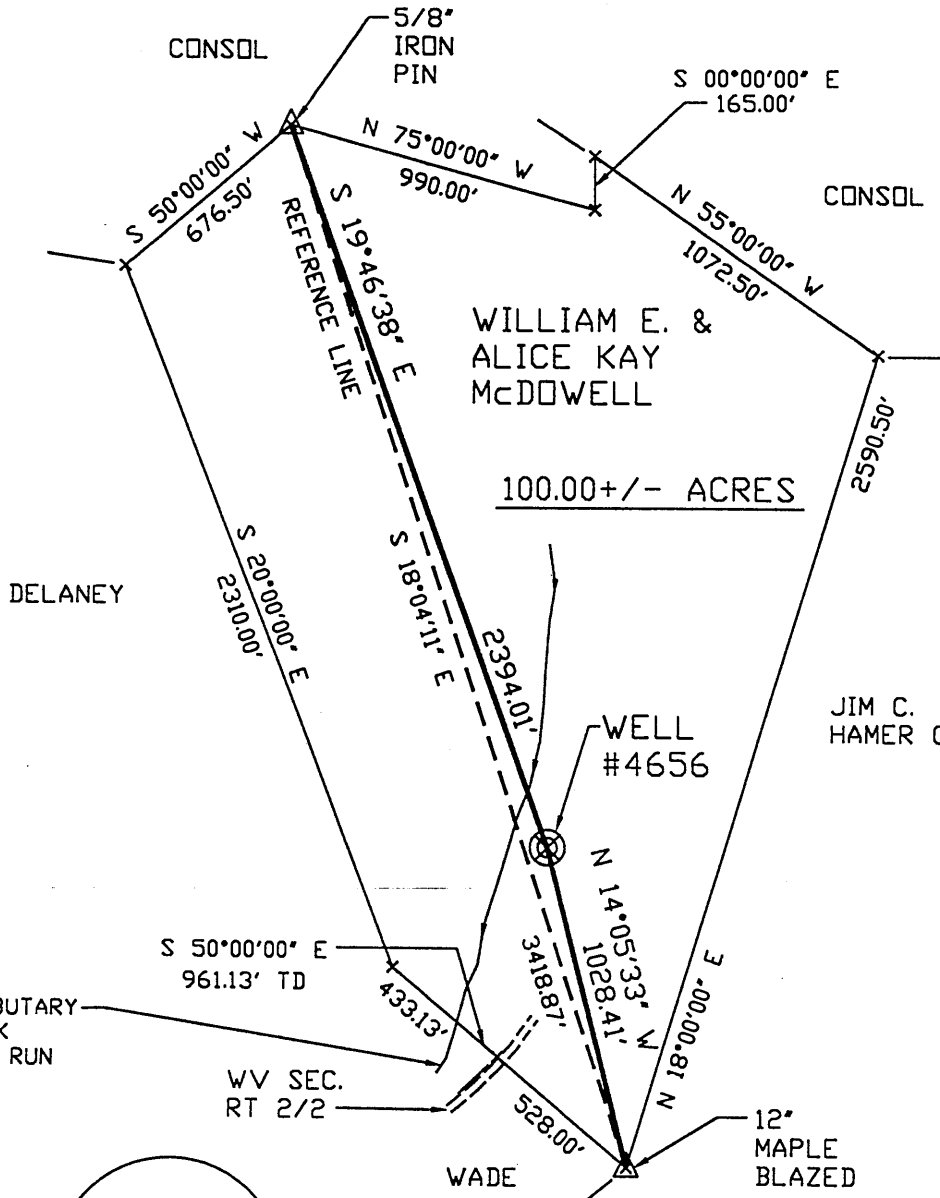 CONSOL
5/8"
IRON
PIN
S 00°00'00" E
165.00'
S 50°00'00" W
676.50'
N 75°00'00" W
990.00'
CONSOL
N 55°00'00" W
1072.50'
S 19°46'38" E
REFERENCE LINE
WILLIAM E. &
ALICE KAY
McDOWELL
2590.50'
100.00+/- ACRES
S 20°00'00" E
2310.00'
S 18°04'11" E
DELANEY
2394.01'
JIM C.
HAMER C
WELL
#4656
N 14°05'33" W
1028.41'
3418.87'
N 18°00'00" E
S 50°00'00" E
961.13' TD
433.13'
BUTARY
RUN
WV SEC.
RT 2/2
528.00'
12"
MAPLE
BLAZED
WADE